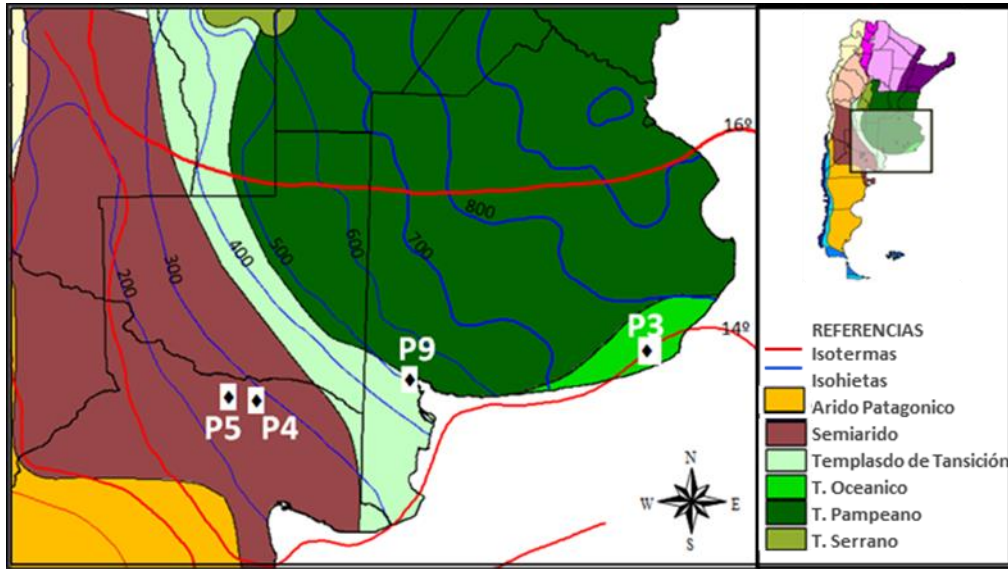 16º
800
700
600
500
400
300
200
14º
P3
P9
P5
P4
N
W
E
S
REFERENCIAS
Isotermas
Isohietas
Arido Patagonico
Semiarido
Templasdo de Tansición
T. Oceanico
T. Pampeano
T. Serrano